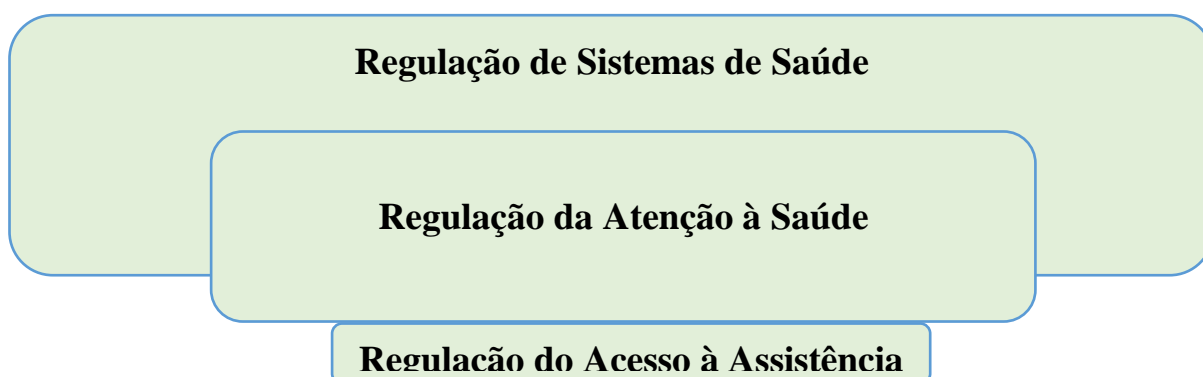 Regulação de Sistemas de Saúde
Regulação da Atenção à Saúde
Regulação do Acesso à Assistência